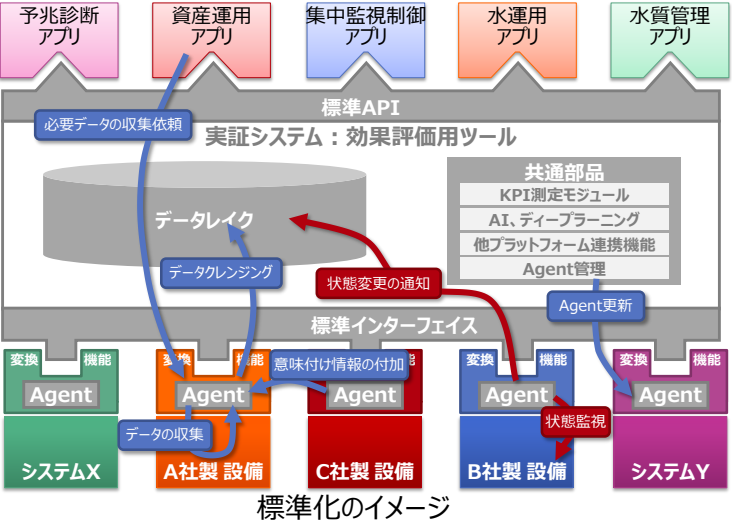 予兆診断
アプリ
資産運用
アプリ
集中監視制御
アプリ
水運用
アプリ
水質管理
アプリ
標準API
必要データの収集依頼
実証システム：効果評価用ツール
共通部品
KPI測定モジュール
AI、ディープラーニング
他プラットフォーム連携機能
Agent管理
データレイク
データクレンジング
状態変更の通知
Agent更新
標準インターフェイス
変換 機能
変換 機能
意味付け情報の付加
機能
変換 機能
変換 機能
Agent
Agent
Agent
Agent
Agent
データの収集
状態監視
システムX
A社製 設備
C社製 設備
B社製 設備
システムY
標準化のイメージ